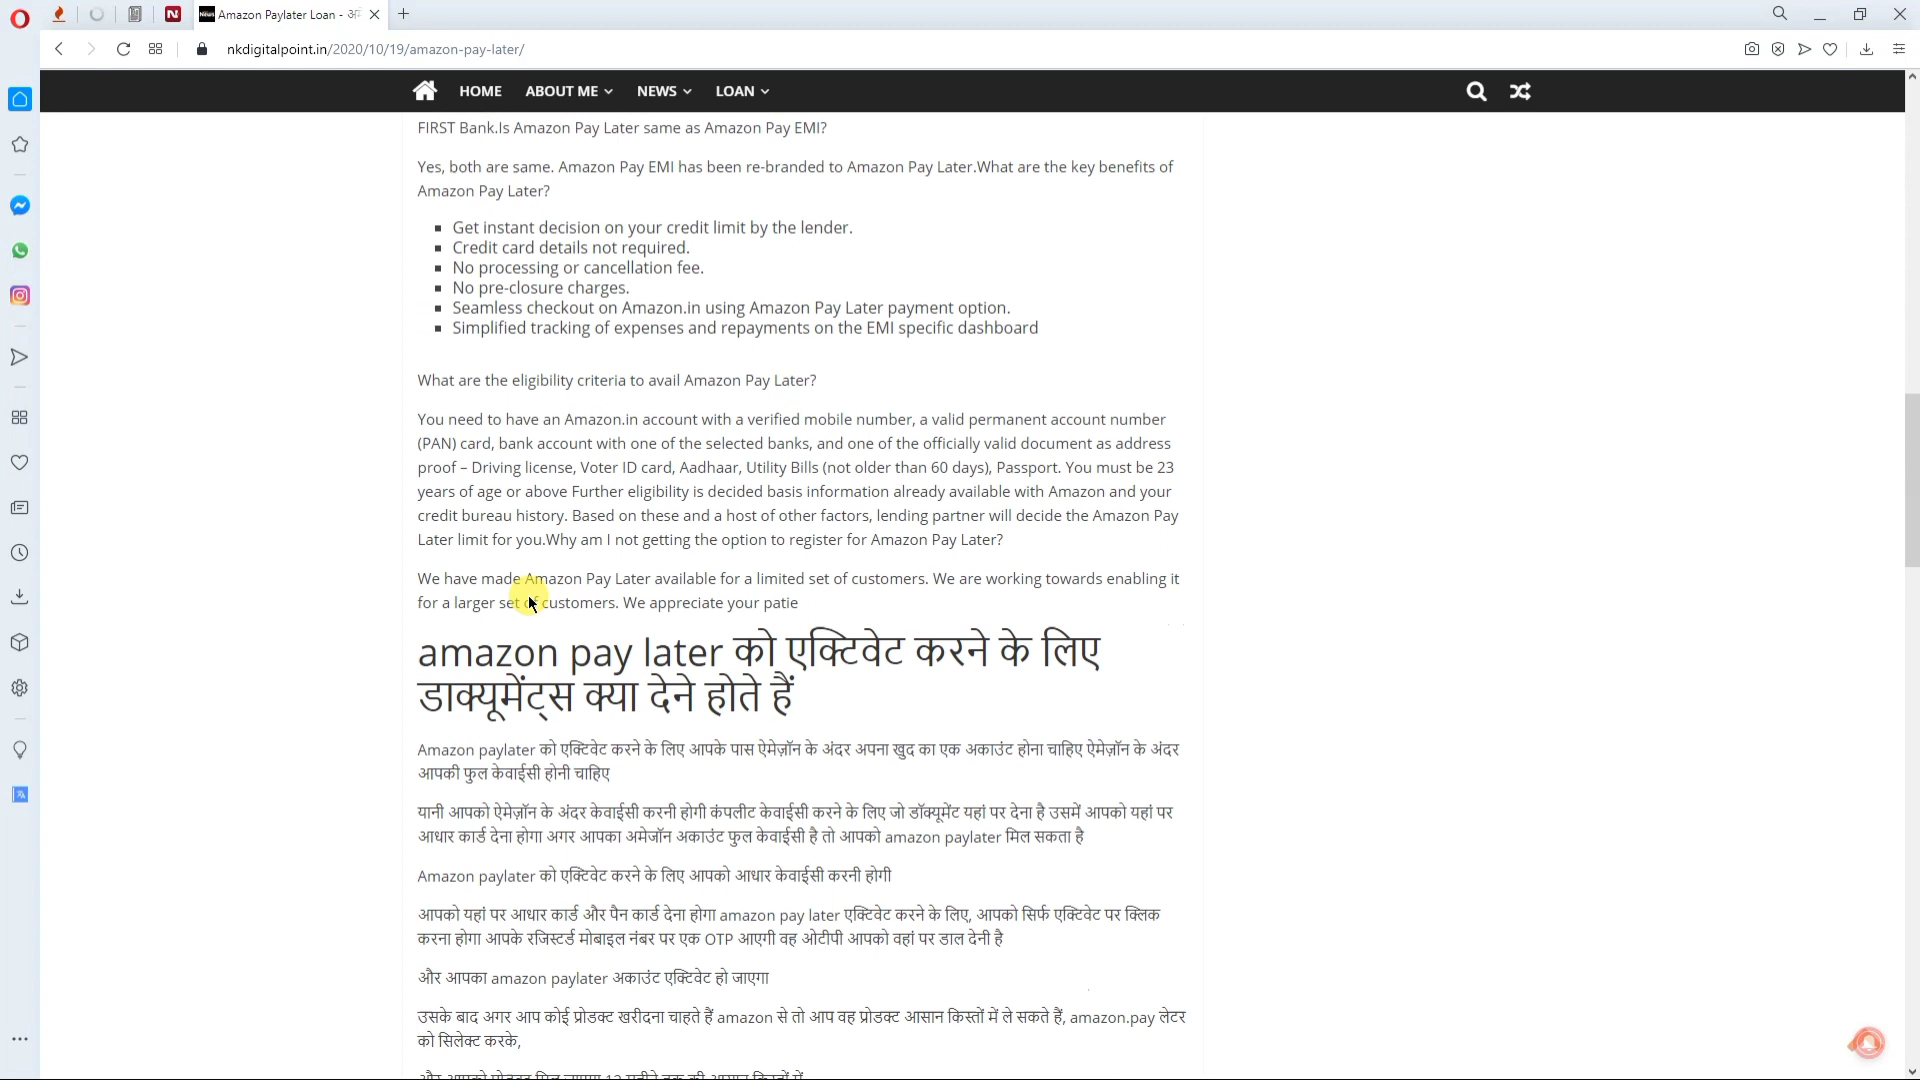 Amazon Paylater Loan - अमे
nkdigitalpoint.in/2020/10/19/amazon-pay-later/
HOME ABOUT ME NEWS LOAN
FIRST Bank.Is Amazon Pay Later same as Amazon Pay EMI?
Yes, both are same. Amazon Pay EMI has been re-branded to Amazon Pay Later.What are the key benefits of
Amazon Pay Later?
Get instant decision on your credit limit by the lender.
Credit card details not required.
No processing or cancellation fee.
No pre-closure charges.
Seamless checkout on Amazon.in using Amazon Pay Later payment option.
Simplified tracking of expenses and repayments on the EMI specific dashboard
What are the eligibility criteria to avail Amazon Pay Later?
You need to have an Amazon.in account with a verified mobile number, a valid permanent account number
(PAN) card, bank account with one of the selected banks, and one of the officially valid document as address
proof – Driving license, Voter ID card, Aadhaar, Utility Bills (not older than 60 days), Passport. You must be 23
years of age or above Further eligibility is decided basis information already available with Amazon and your
credit bureau history. Based on these and a host of other factors, lending partner will decide the Amazon Pay
Later limit for you.Why am I not getting the option to register for Amazon Pay Later?
We have made Amazon Pay Later available for a limited set of customers. We are working towards enabling it
for a larger set of customers. We appreciate your patie
amazon pay later को एक्टिवेट करने के लिए
डाक्यूमेंट्स क्या देने होते हैं
Amazon paylater को एक्टिवेट करने के लिए आपके पास ऐमेज़ॉन के अंदर अपना खुद का एक अकाउंट होना चाहिए ऐमेज़ॉन के अंदर
आपकी फुल केवाईसी होनी चाहिए
यानी आपको ऐमेज़ॉन के अंदर केवाईसी करनी होगी कंपलीट केवाईसी करने के लिए जो डॉक्यूमेंट यहां पर देना है उसमें आपको यहां पर
आधार कार्ड देना होगा अगर आपका अमेजॉन अकाउंट फुल केवाईसी है तो आपको amazon paylater मिल सकता है
Amazon paylater को एक्टिवेट करने के लिए आपको आधार केवाईसी करनी होगी
आपको यहां पर आधार कार्ड और पैन कार्ड देना होगा amazon pay later एक्टिवेट करने के लिए, आपको सिर्फ एक्टिवेट पर क्लिक
करना होगा आपके रजिस्टर्ड मोबाइल नंबर पर एक OTP आएगी वह ओटीपी आपको वहां पर डाल देनी है
और आपका amazon paylater अकाउंट एक्टिवेट हो जाएगा
उसके बाद अगर आप कोई प्रोडक्ट खरीदना चाहते हैं amazon से तो आप वह प्रोडक्ट आसान किस्तों में ले सकते हैं, amazon.pay लेटर
को सिलेक्ट करके,